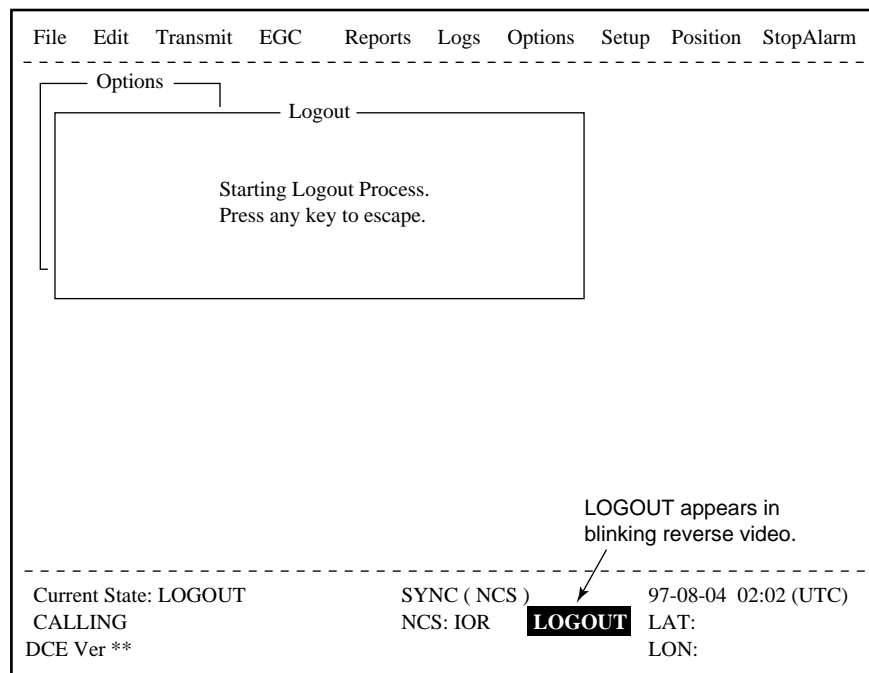 File Edit Transmit EGC Reports Logs Options Setup Position StopAlarm
Options
Logout
Starting Logout Process.
Press any key to escape.
LOGOUT appears in
blinking reverse video.
Current State: LOGOUT SYNC ( NCS ) 97-08-04 02:02 (UTC)
CALLING NCS: IOR LOGOUT LAT:
DCE Ver ** LON: